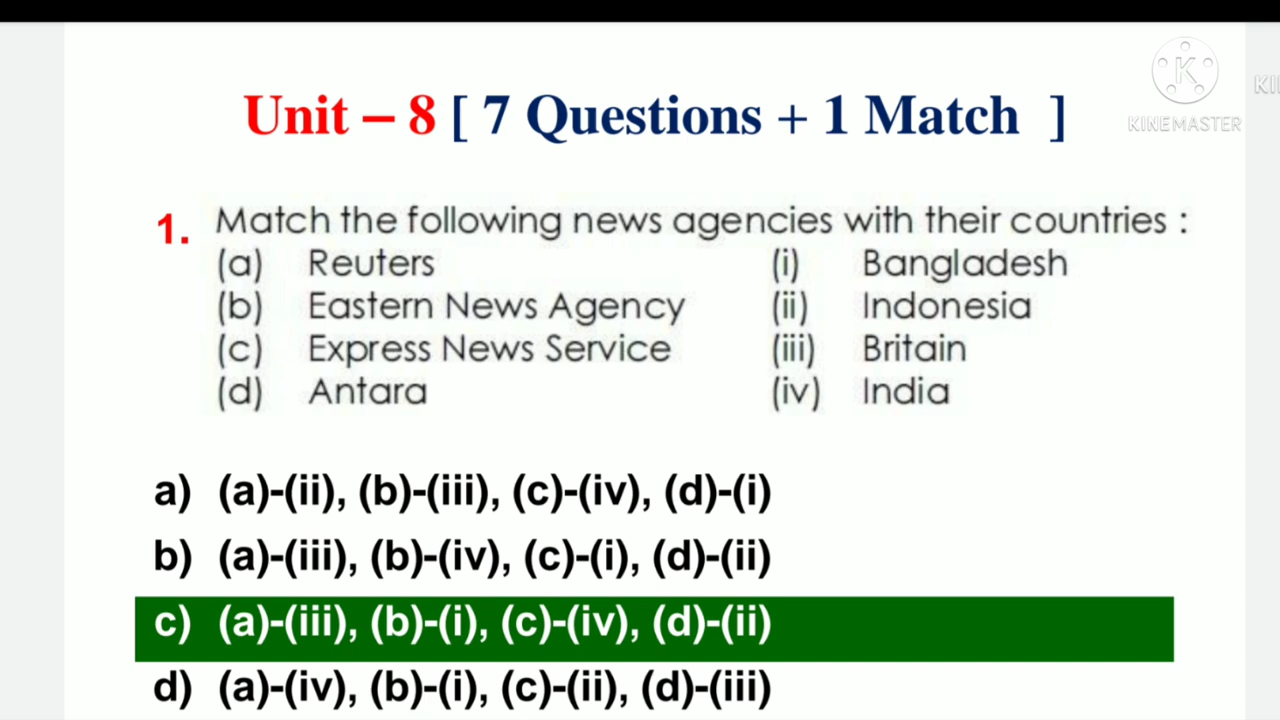 Unit – 8 [ 7 Questions + 1 Match ]
K
KINEMASTER
KI
1. Match the following news agencies with their countries :
(a) Reuters (i) Bangladesh
(b) Eastern News Agency (ii) Indonesia
(c) Express News Service (iii) Britain
(d) Antara (iv) India
a) (a)-(ii), (b)-(iii), (c)-(iv), (d)-(i)
b) (a)-(iii), (b)-(iv), (c)-(i), (d)-(ii)
c) (a)-(iii), (b)-(i), (c)-(iv), (d)-(ii)
d) (a)-(iv), (b)-(i), (c)-(ii), (d)-(iii)